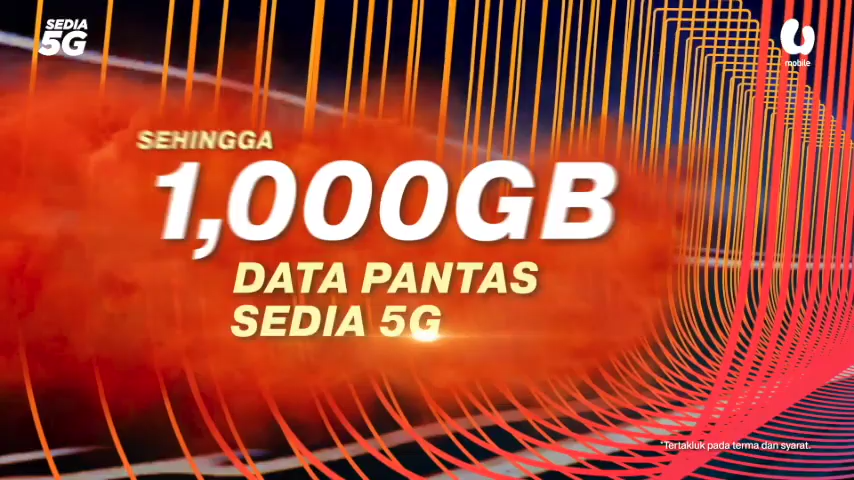 SEDIA
5G
U
mobile
SEHINGGA
1,000GB
DATA PANTAS
SEDIA 5G
*Tertakluk pada terma dan syarat.